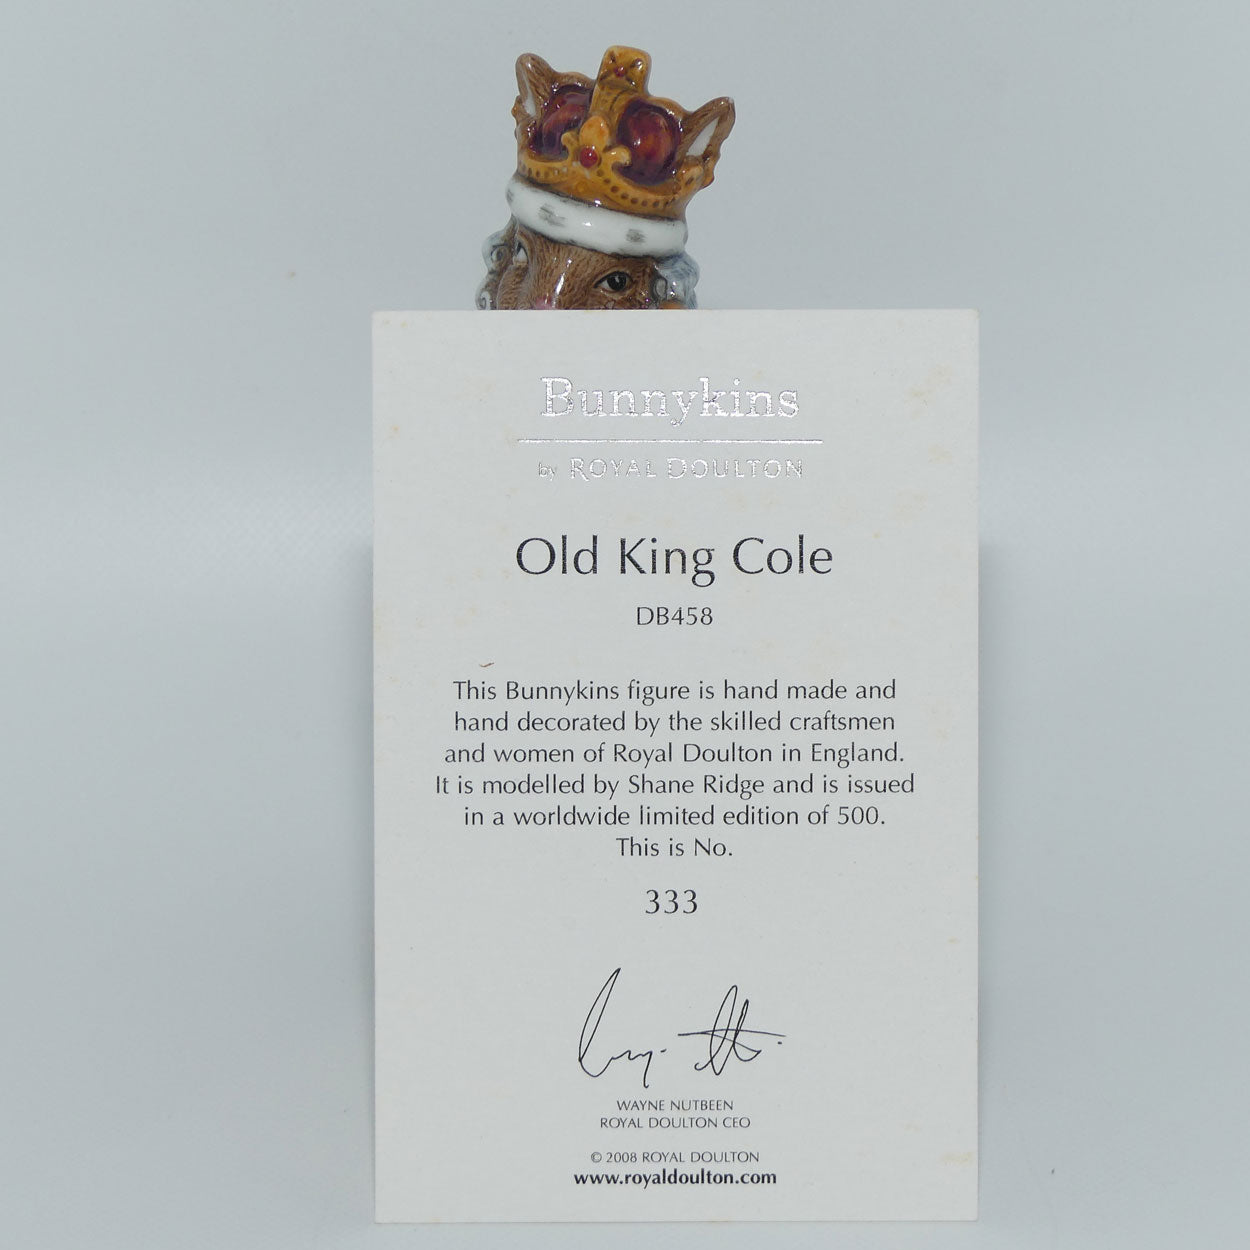 Bunnykins
by ROYAL DOULTON
Old King Cole
DB458
This Bunnykins figure is hand made and
hand decorated by the skilled craftsmen
and women of Royal Doulton in England.
It is modelled by Shane Ridge and is issued
in a worldwide limited edition of 500.
This is No.
333
WAYNE NUTBEEN
ROYAL DOULTON CEO
© 2008 ROYAL DOULTON
www.royaldoulton.com